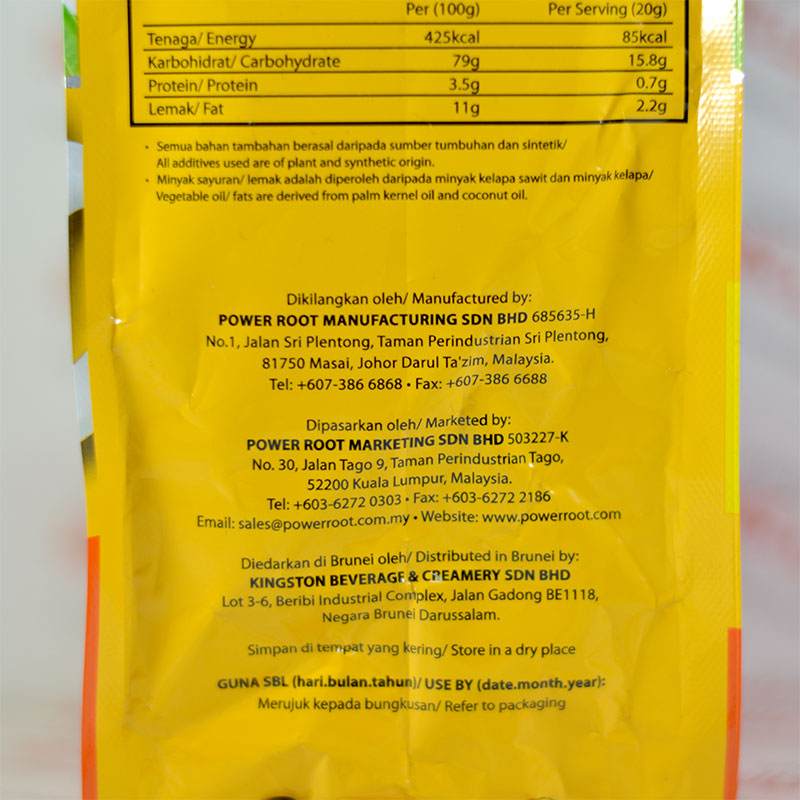 Per (100g) Per Serving (20g)
Tenaga/ Energy 425kcal 85kcal
Karbohidrat/ Carbohydrate 79g 15.8g
Protein/ Protein 3.5g 0.7g
Lemak/ Fat 11g 2.2g
• Semua bahan tambahan berasal daripada sumber tumbuhan dan sintetik/
All additives used are of plant and synthetic origin.
• Minyak sayuran/ lemak adalah diperoleh daripada minyak kelapa sawit dan minyak kelapa/
Vegetable oil/ fats are derived from palm kernel oil and coconut oil.
Dikilangkan oleh/ Manufactured by:
POWER ROOT MANUFACTURING SDN BHD 685635-H
No.1, Jalan Sri Plentong, Taman Perindustrian Sri Plentong,
81750 Masai, Johor Darul Ta'zim, Malaysia.
Tel: +607-386 6868 • Fax: +607-386 6688
Dipasarkan oleh/ Marketed by:
POWER ROOT MARKETING SDN BHD 503227-K
No. 30, Jalan Tago 9, Taman Perindustrian Tago,
52200 Kuala Lumpur, Malaysia.
Tel: +603-6272 0303 • Fax: +603-6272 2186
Email: sales@powerroot.com.my • Website: www.powerroot.com
Diedarkan di Brunei oleh/ Distributed in Brunei by:
KINGSTON BEVERAGE & CREAMERY SDN BHD
Lot 3-6, Beribi Industrial Complex, Jalan Gadong BE1118,
Negara Brunei Darussalam.
Simpan di tempat yang kering/ Store in a dry place
GUNA SBL (hari.bulan.tahun)/ USE BY (date.month.year):
Merujuk kepada bungkusan/ Refer to packaging